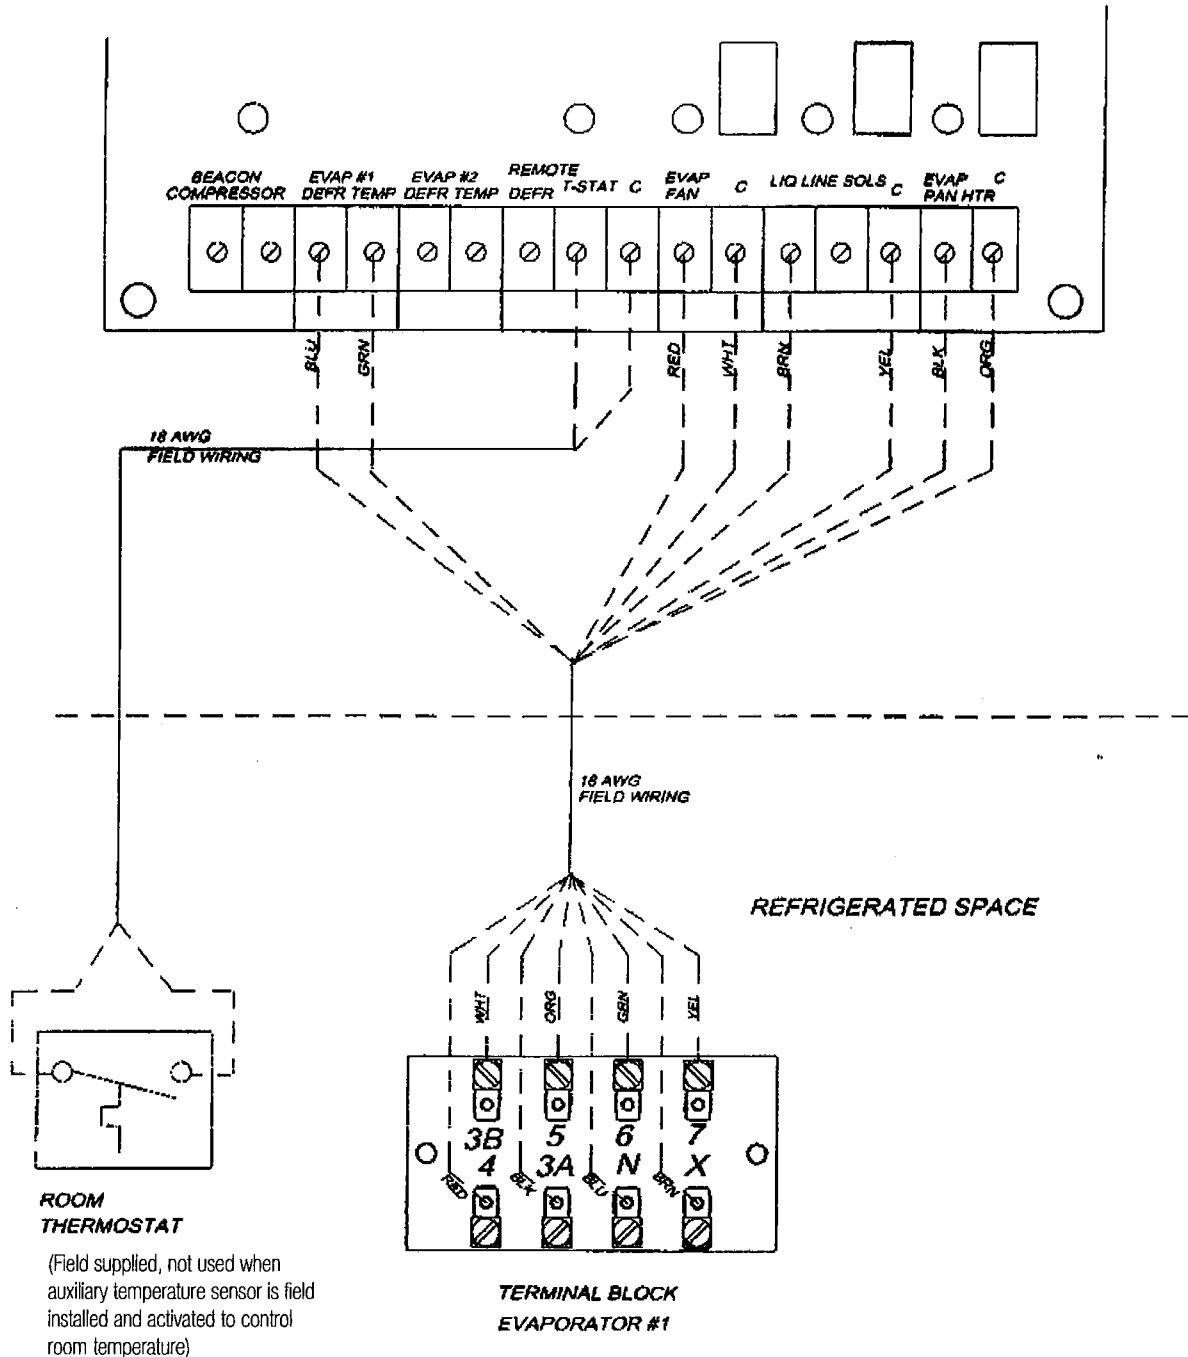 BEACON
COMPRESSOR
EVAP #1
DEFR TEMP
EVAP #2
DEFR TEMP
REMOTE
DEFR T-STAT C
EVAP
FAN
C
LIQ LINE SOLS C
EVAP C
PAN HTR
BLU
GRN
RED
WHT
BRN
YEL
BLK
ORG
18 AWG
FIELD WIRING
18 AWG
FIELD WIRING
REFRIGERATED SPACE
WHT
ORG
GRN
YEL
3B 5 6 7
4 3A N X
RED
BLK
BLU
BRN
ROOM
THERMOSTAT
(Field supplied, not used when
auxiliary temperature sensor is field
installed and activated to control
room temperature)
TERMINAL BLOCK
EVAPORATOR #1